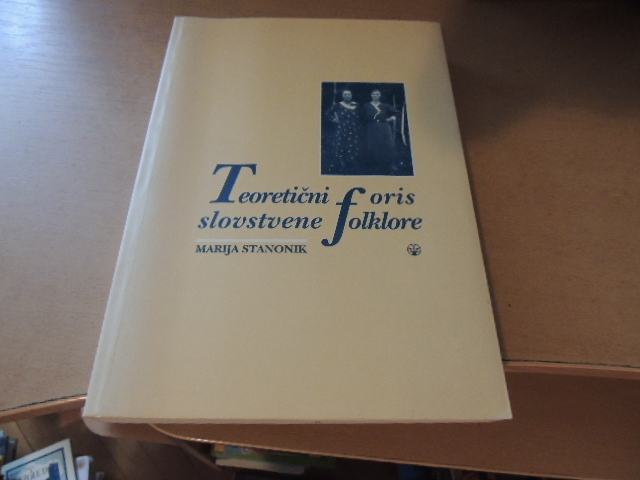 Teoretični oris
slovstvene folklore
MARIJA STANONIK